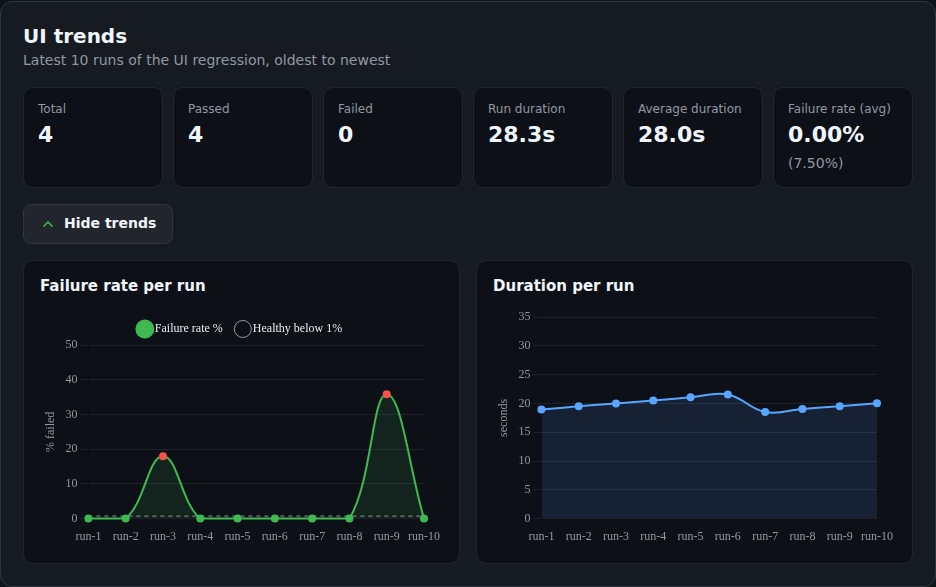 UI trends
Latest 10 runs of the UI regression, oldest to newest
Total
4
Passed
4
Failed
0
Run duration
28.3s
Average duration
28.0s
Failure rate (avg)
0.00%
(7.50%)
Hide trends
Failure rate per run
Failure rate %
Healthy below 1%
% failed
50
40
30
20
10
0
run-1 run-2 run-3 run-4 run-5 run-6 run-7 run-8 run-9 run-10
Duration per run
seconds
35
30
25
20
15
10
5
0
run-1 run-2 run-3 run-4 run-5 run-6 run-7 run-8 run-9 run-10